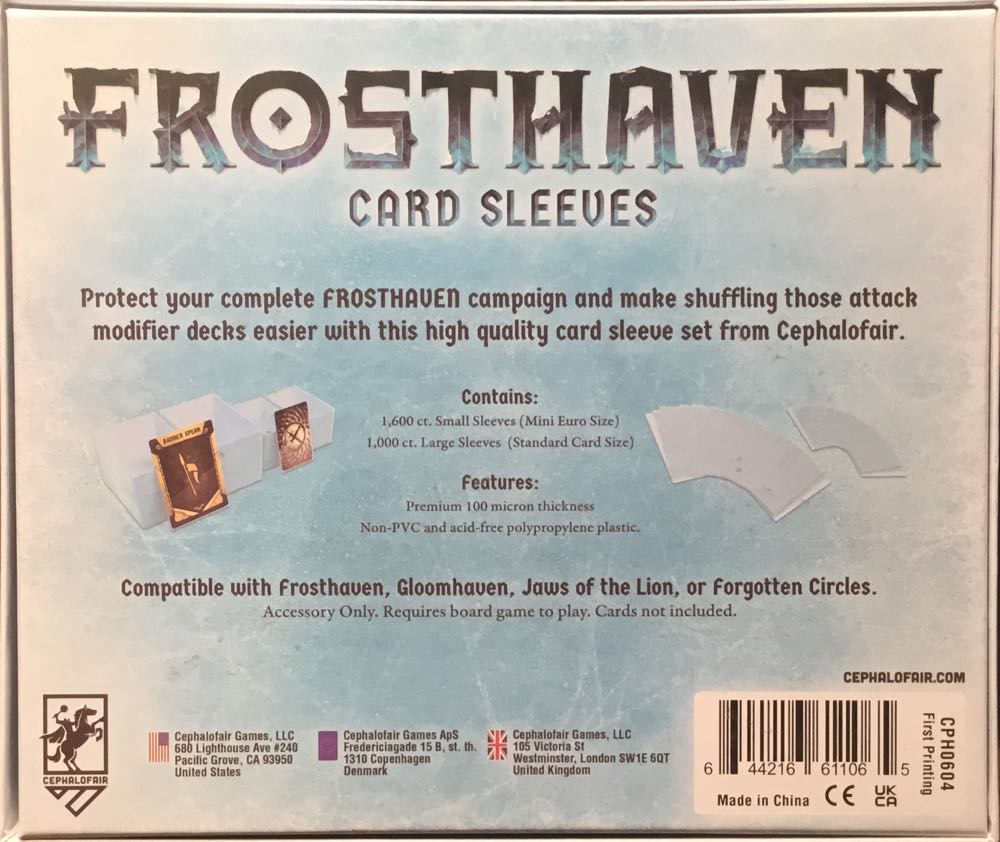 FROSTHAVEN
CARD SLEEVES
Protect your complete FROSTHAVEN campaign and make shuffling those attack
modifier decks easier with this high quality card sleeve set from Cephalofair.
BANNER SPEAR
Contains:
1,600 ct. Small Sleeves (Mini Euro Size)
1,000 ct. Large Sleeves (Standard Card Size)
Features:
Premium 100 micron thickness
Non-PVC and acid-free polypropylene plastic.
Compatible with Frosthaven, Gloomhaven, Jaws of the Lion, or Forgotten Circles.
Accessory Only. Requires board game to play. Cards not included.
CEPHALOFAIR.COM
CEPHALOFAIR
Cephalofair Games, LLC
680 Lighthouse Ave #240
Pacific Grove, CA 93950
United States
Cephalofair Games ApS
Fredericiagade 15 B, st. th.
1310 Copenhagen
Denmark
Cephalofair Games, LLC
105 Victoria St
Westminster, London SW1E 6QT
United Kingdom
6 44216 61106 5
Made in China CE UK
CA
CPH0604
First Printing